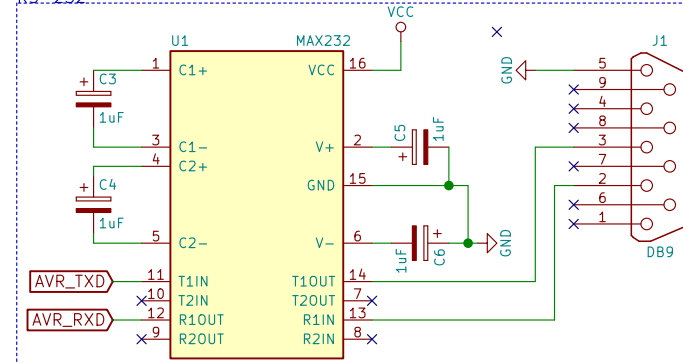 RS-232
VCC
U1 MAX232
J1
1 C1+ VCC 16
+ C3
1uF
GND 5
9
4
8
3
7
2
6
1
DB9
3 C1-
4 C2+
V+ 2
C5
+
1uF
+ C4
1uF
GND 15
5 C2-
V- 6
1uF
+
C6
GND
AVR_TXD 11 T1IN T1OUT 14
10 T2IN T2OUT 7
AVR_RXD 12 R1OUT R1IN 13
9 R2OUT R2IN 8